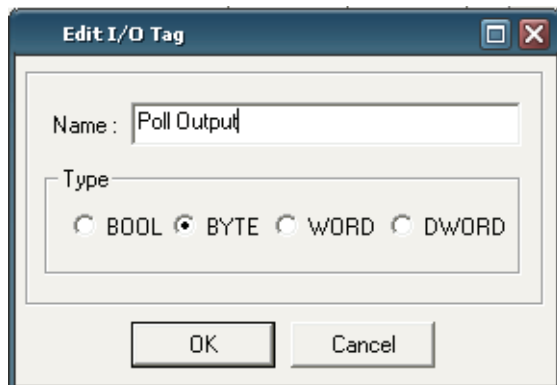 Edit I/O Tag
Name : Poll Output
Type
BOOL BYTE WORD DWORD
OK Cancel